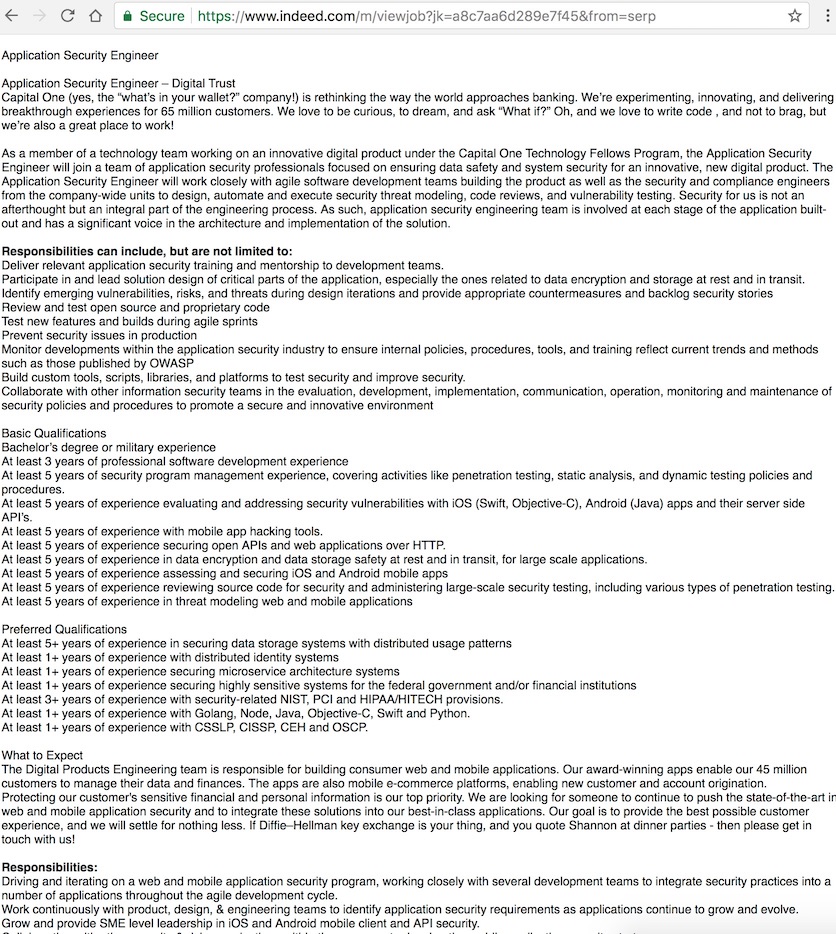 Secure https://www.indeed.com/m/viewjob?jk=a8c7aa6d289e7f45&from=serp
Application Security Engineer
Application Security Engineer – Digital Trust
Capital One (yes, the “what’s in your wallet?” company!) is rethinking the way the world approaches banking. We’re experimenting, innovating, and delivering
breakthrough experiences for 65 million customers. We love to be curious, to dream, and ask “What if?” Oh, and we love to write code , and not to brag, but
we’re also a great place to work!
As a member of a technology team working on an innovative digital product under the Capital One Technology Fellows Program, the Application Security
Engineer will join a team of application security professionals focused on ensuring data safety and system security for an innovative, new digital product. The
Application Security Engineer will work closely with agile software development teams building the product as well as the security and compliance engineers
from the company-wide units to design, automate and execute security threat modeling, code reviews, and vulnerability testing. Security for us is not an
afterthought but an integral part of the engineering process. As such, application security engineering team is involved at each stage of the application built-
out and has a significant voice in the architecture and implementation of the solution.
Responsibilities can include, but are not limited to:
Deliver relevant application security training and mentorship to development teams.
Participate in and lead solution design of critical parts of the application, especially the ones related to data encryption and storage at rest and in transit.
Identify emerging vulnerabilities, risks, and threats during design iterations and provide appropriate countermeasures and backlog security stories
Review and test open source and proprietary code
Test new features and builds during agile sprints
Prevent security issues in production
Monitor developments within the application security industry to ensure internal policies, procedures, tools, and training reflect current trends and methods
such as those published by OWASP
Build custom tools, scripts, libraries, and platforms to test security and improve security.
Collaborate with other information security teams in the evaluation, development, implementation, communication, operation, monitoring and maintenance of
security policies and procedures to promote a secure and innovative environment
Basic Qualifications
Bachelor’s degree or military experience
At least 3 years of professional software development experience
At least 5 years of security program management experience, covering activities like penetration testing, static analysis, and dynamic testing policies and
procedures.
At least 5 years of experience evaluating and addressing security vulnerabilities with iOS (Swift, Objective-C), Android (Java) apps and their server side
API’s.
At least 5 years of experience with mobile app hacking tools.
At least 5 years of experience securing open APIs and web applications over HTTP.
At least 5 years of experience in data encryption and data storage safety at rest and in transit, for large scale applications.
At least 5 years of experience assessing and securing iOS and Android mobile apps
At least 5 years of experience reviewing source code for security and administering large-scale security testing, including various types of penetration testing.
At least 5 years of experience in threat modeling web and mobile applications
Preferred Qualifications
At least 5+ years of experience in securing data storage systems with distributed usage patterns
At least 1+ years of experience with distributed identity systems
At least 1+ years of experience securing microservice architecture systems
At least 1+ years of experience securing highly sensitive systems for the federal government and/or financial institutions
At least 3+ years of experience with security-related NIST, PCI and HIPAA/HITECH provisions.
At least 1+ years of experience with Golang, Node, Java, Objective-C, Swift and Python.
At least 1+ years of experience with CSSLP, CISSP, CEH and OSCP.
What to Expect
The Digital Products Engineering team is responsible for building consumer web and mobile applications. Our award-winning apps enable our 45 million
customers to manage their data and finances. The apps are also mobile e-commerce platforms, enabling new customer and account origination.
Protecting our customer’s sensitive financial and personal information is our top priority. We are looking for someone to continue to push the state-of-the-art in
web and mobile application security and to integrate these solutions into our best-in-class applications. Our goal is to provide the best possible customer
experience, and we will settle for nothing less. If Diffie–Hellman key exchange is your thing, and you quote Shannon at dinner parties - then please get in
touch with us!
Responsibilities:
Driving and iterating on a web and mobile application security program, working closely with several development teams to integrate security practices into a
number of applications throughout the agile development cycle.
Work continuously with product, design, & engineering teams to identify application security requirements as applications continue to grow and evolve.
Grow and provide SME level leadership in iOS and Android mobile client and API security.